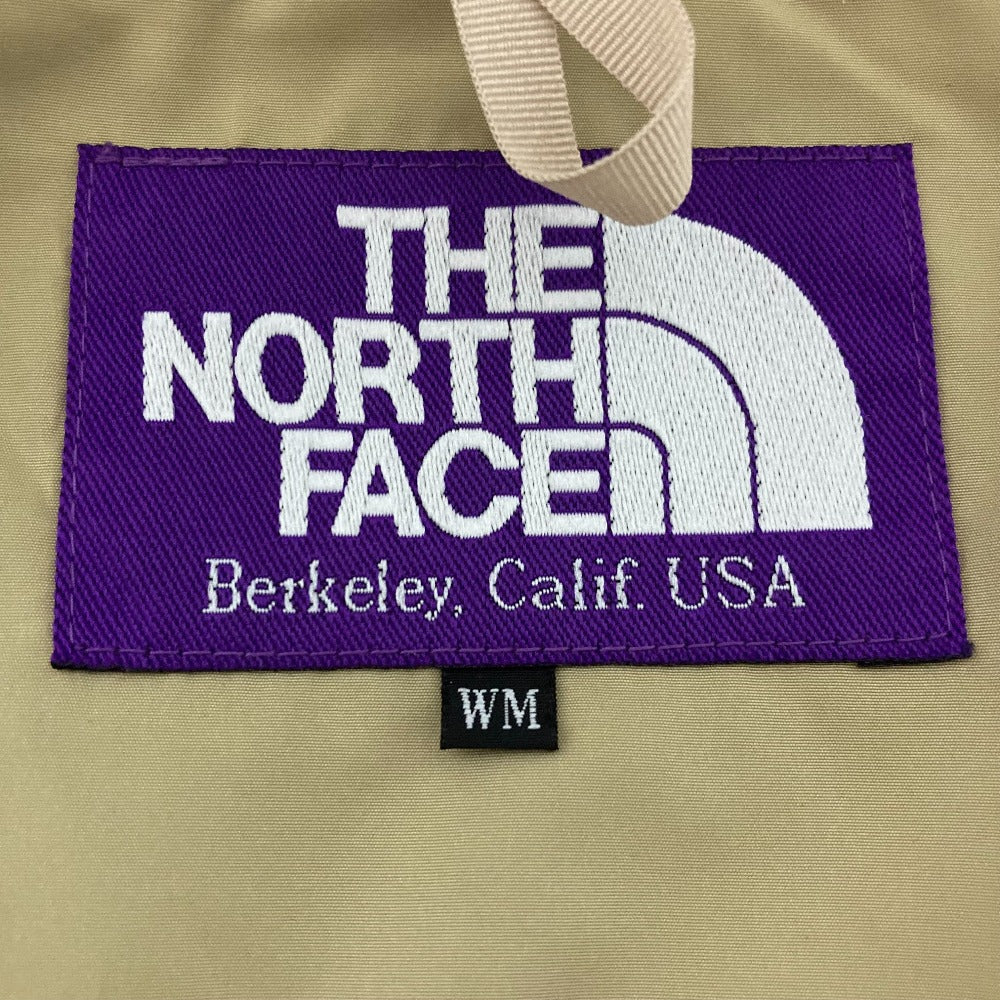 THE
NORTH
FACE
Berkeley, Calif. USA
WM